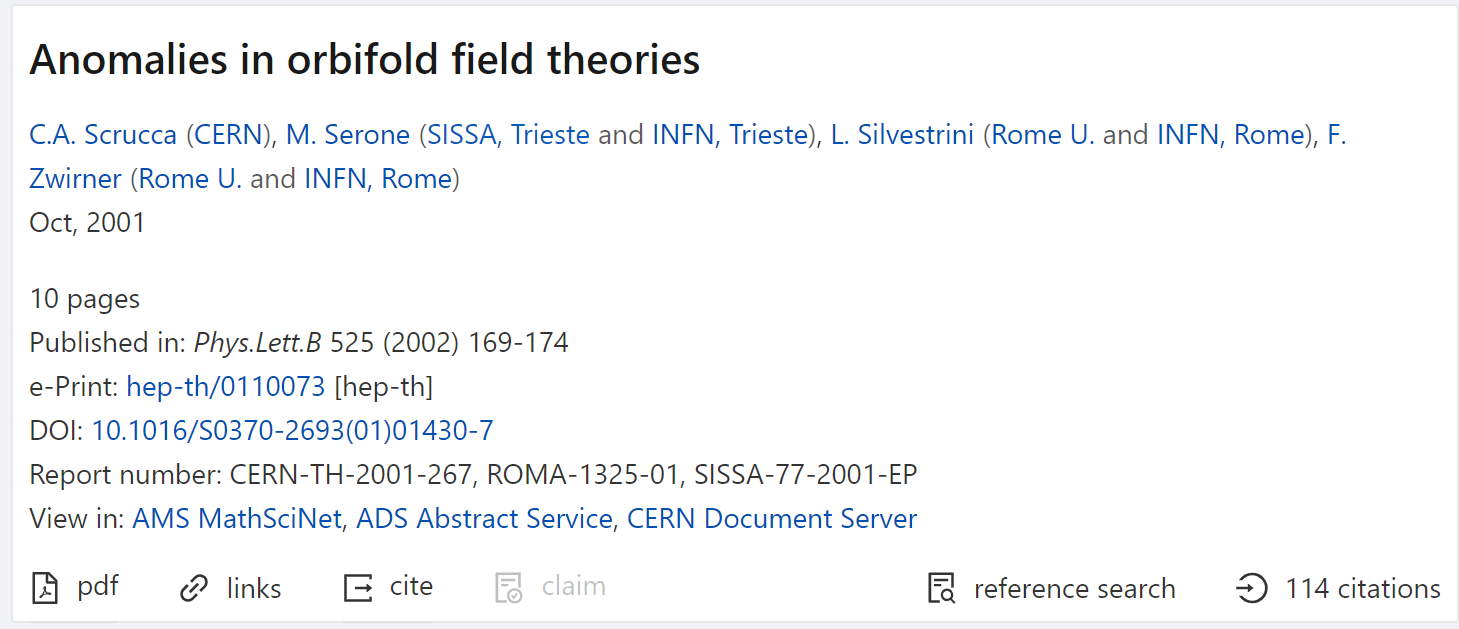 Anomalies in orbifold field theories
C.A. Scrucca (CERN), M. Serone (SISSA, Trieste and INFN, Trieste), L. Silvestrini (Rome U. and INFN, Rome), F.
Zwirner (Rome U. and INFN, Rome)
Oct, 2001
10 pages
Published in: Phys.Lett.B 525 (2002) 169-174
e-Print: hep-th/0110073 [hep-th]
DOI: 10.1016/S0370-2693(01)01430-7
Report number: CERN-TH-2001-267, ROMA-1325-01, SISSA-77-2001-EP
View in: AMS MathSciNet, ADS Abstract Service, CERN Document Server
pdf links cite claim reference search 114 citations